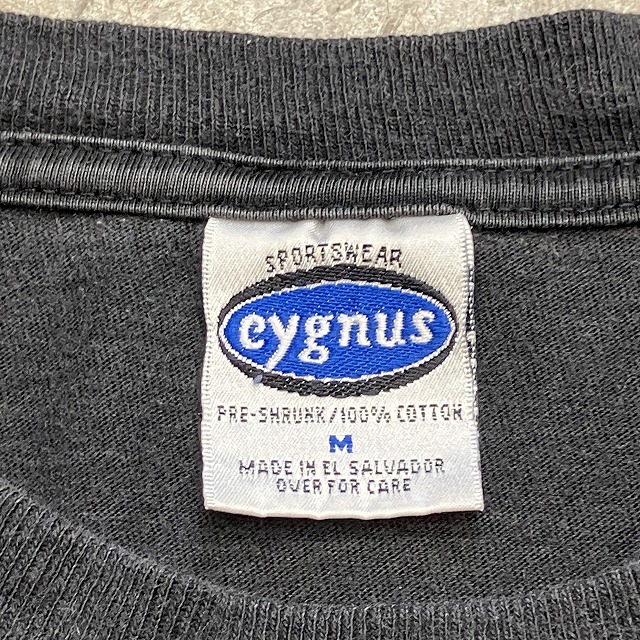 SPORTSWEAR
cygnus
PRE-SHRUNK/100% COTTON
M
MADE IN EL SALVADOR
OVER FOR CARE